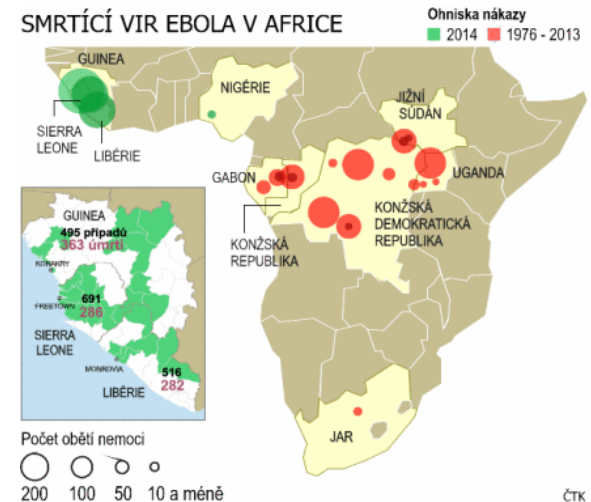 SMRTÍCÍ VIR EBOLA V AFRICE
Ohniska nákazy
2014 1976 - 2013
GUINEA
NIGÉRIE
JIŽNÍ
SÚDÁN
SIERRA
LEONE
LIBÉRIE
GABON
UGANDA
KONŽSKÁ
DEMOKRATICKÁ
REPUBLIKA
KONŽSKÁ
REPUBLIKA
GUINEA
495 případů
363 úmrtí
KONAKRY
FREETOWN
691
286
SIERRA
LEONE
MONROVIA
516
282
LIBÉRIE
JAR
Počet obětí nemoci
200 100 50 10 a méně
ČTK